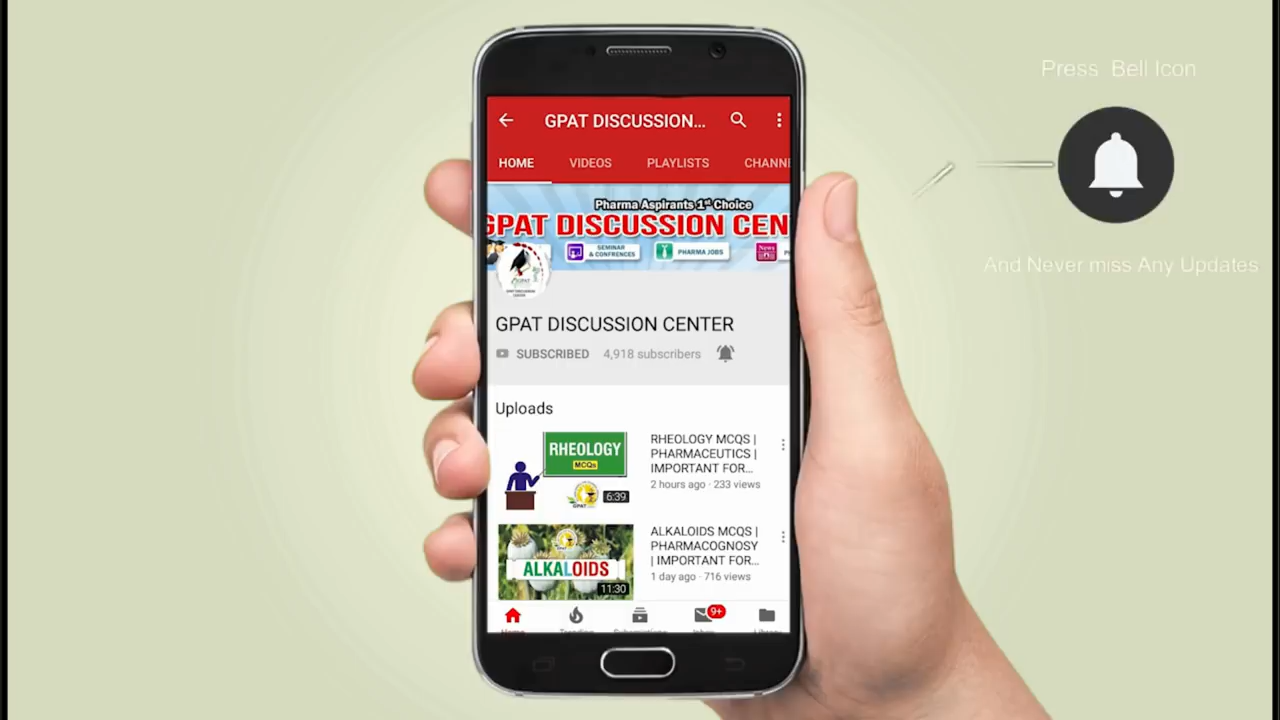 Press Bell Icon
And Never miss Any Updates
GPAT DISCUSSION...
HOME VIDEOS PLAYLISTS CHANN
Pharma Aspirants 1st Choice
GPAT DISCUSSION CEN
SEMINAR
& CONFRENCES
PHARMA JOBS
News
GPAT
GPAT DISCUSSION CENTER
SUBSCRIBED 4,918 subscribers
Uploads
RHEOLOGY
MCQs
GPAT
6:39
RHEOLOGY MCQS |
PHARMACEUTICS |
IMPORTANT FOR...
2 hours ago · 233 views
ALKALOIDS
11:30
ALKALOIDS MCQS |
PHARMACOGNOSY
| IMPORTANT FOR...
1 day ago · 716 views
9+